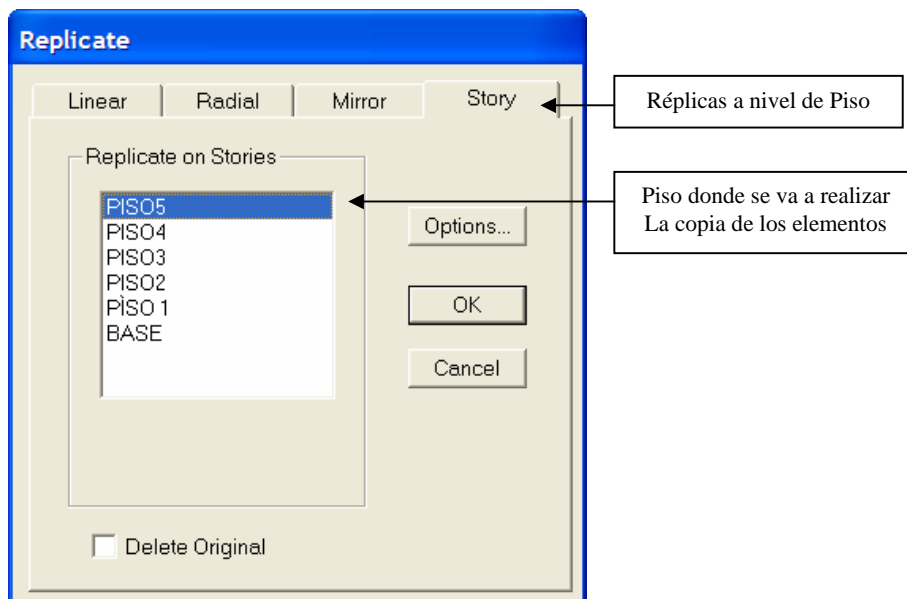 Replicate
Linear
Radial
Mirror
Story
Réplicas a nivel de Piso
Replicate on Stories
PISO5
PISO4
PISO3
PISO2
PÌSO 1
BASE
Piso donde se va a realizar
La copia de los elementos
Options...
OK
Cancel
Delete Original